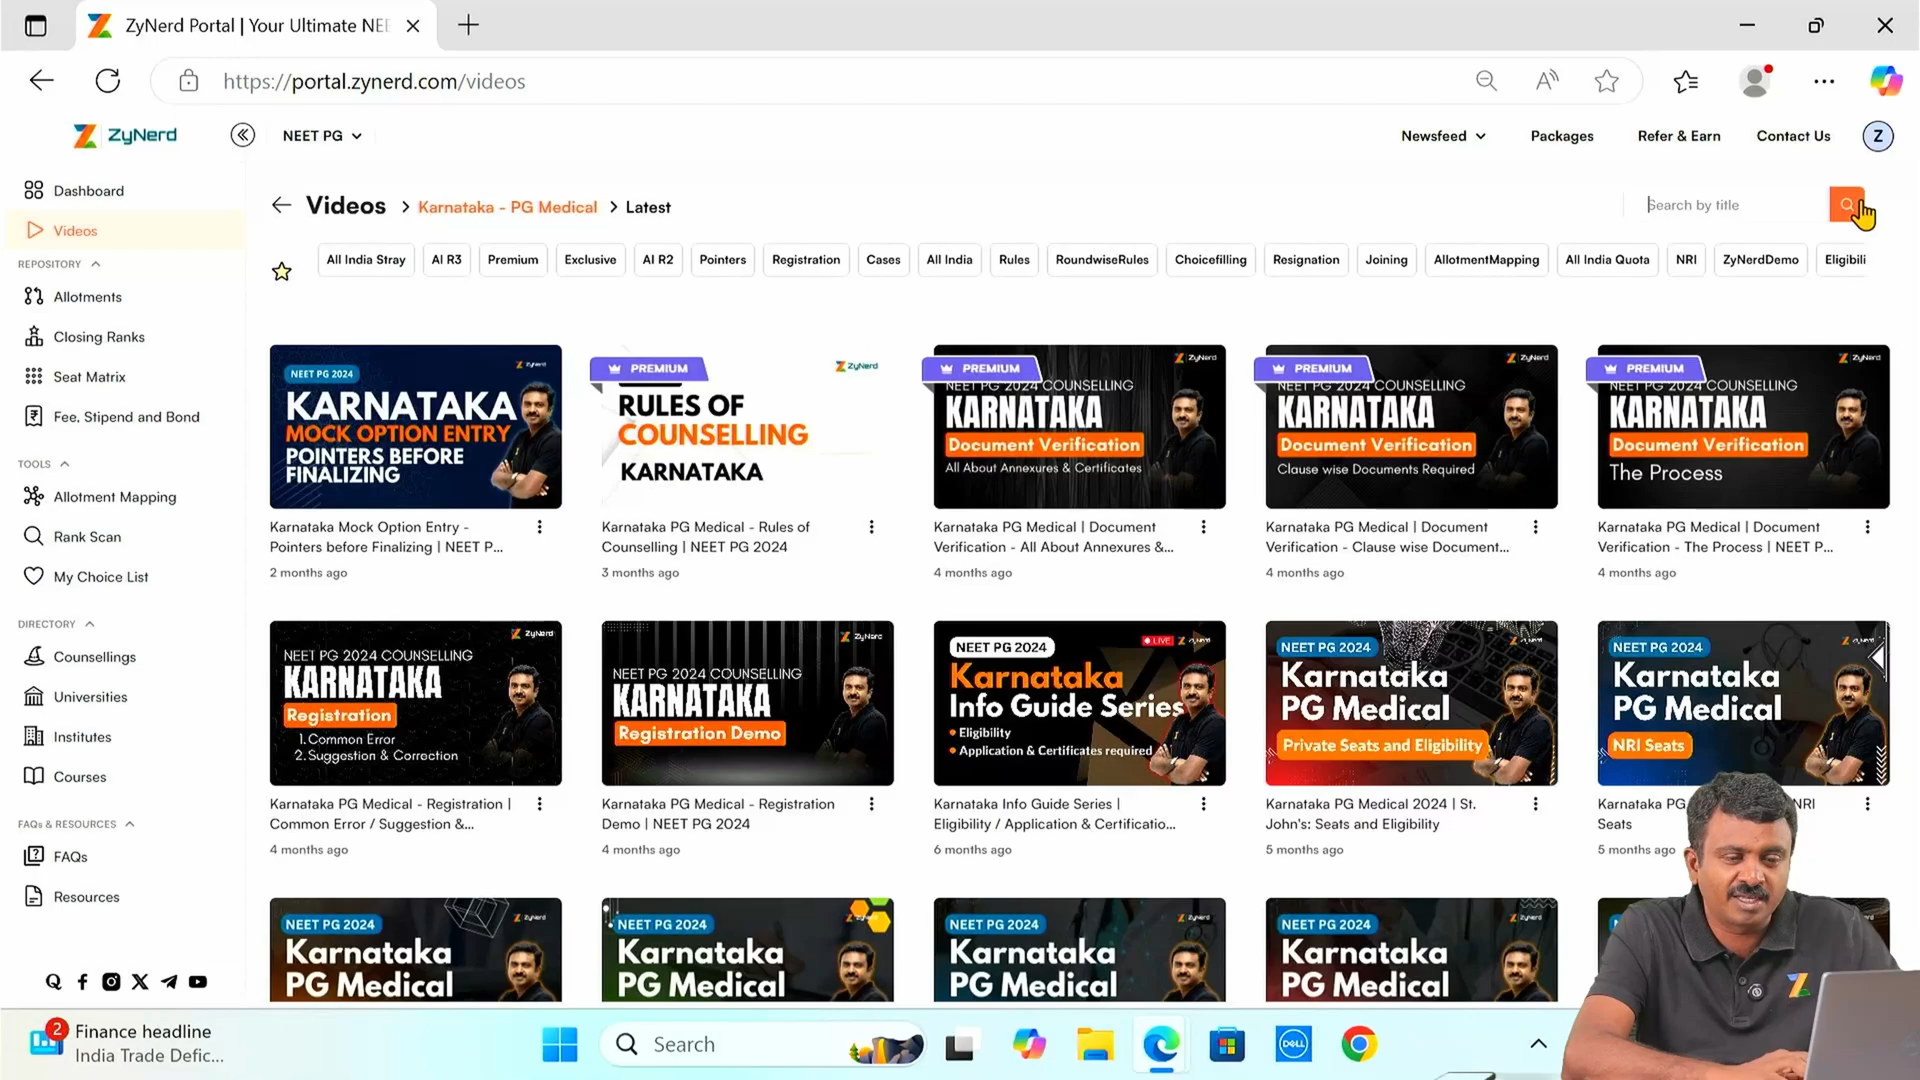 ZyNerd Portal | Your Ultimate NEE
https://portal.zynerd.com/videos
ZyNerd
NEET PG
Newsfeed
Packages
Refer & Earn
Contact Us
Z
Dashboard
Videos
REPOSITORY
Allotments
Closing Ranks
Seat Matrix
Fee, Stipend and Bond
TOOLS
Allotment Mapping
Rank Scan
My Choice List
DIRECTORY
Counsellings
Universities
Institutes
Courses
FAQs & RESOURCES
FAQs
Resources
Videos > Karnataka - PG Medical > Latest
Search by title
All India Stray
AI R3
Premium
Exclusive
AI R2
Pointers
Registration
Cases
All India
Rules
RoundwiseRules
Choicefilling
Resignation
Joining
AllotmentMapping
All India Quota
NRI
ZyNerdDemo
Eligibili
NEET PG 2024
ZyNerd
KARNATAKA
MOCK OPTION ENTRY
POINTERS BEFORE
FINALIZING
Karnataka Mock Option Entry -
Pointers before Finalizing | NEET P...
2 months ago
PREMIUM
ZyNerd
RULES OF
COUNSELLING
KARNATAKA
Karnataka PG Medical - Rules of
Counselling | NEET PG 2024
3 months ago
PREMIUM
ZyNerd
NEET PG 2024 COUNSELLING
KARNATAKA
Document Verification
All About Annexures & Certificates
Karnataka PG Medical | Document
Verification - All About Annexures &...
4 months ago
PREMIUM
ZyNerd
NEET PG 2024 COUNSELLING
KARNATAKA
Document Verification
Clause wise Documents Required
Karnataka PG Medical | Document
Verification - Clause wise Document...
4 months ago
PREMIUM
ZyNerd
NEET PG 2024 COUNSELLING
KARNATAKA
Document Verification
The Process
Karnataka PG Medical | Document
Verification - The Process | NEET P...
4 months ago
ZyNerd
NEET PG 2024 COUNSELLING
KARNATAKA
Registration
1. Common Error
2. Suggestion & Correction
Karnataka PG Medical - Registration |
Common Error / Suggestion &...
4 months ago
ZyNerd
NEET PG 2024 COUNSELLING
KARNATAKA
Registration Demo
Karnataka PG Medical - Registration
Demo | NEET PG 2024
4 months ago
NEET PG 2024
LIVE
Karnataka
Info Guide Series
• Eligibility
• Application & Certificates required
Karnataka Info Guide Series |
Eligibility / Application & Certificatio...
6 months ago
NEET PG 2024
Karnataka
PG Medical
Private Seats and Eligibility
Karnataka PG Medical 2024 | St.
John's: Seats and Eligibility
5 months ago
NEET PG 2024
Karnataka
PG Medical
NRI Seats
Karnataka PG
NRI
Seats
5 months ago
NEET PG 2024
ZyNerd
Karnataka
PG Medical
NEET PG 2024
Karnataka
PG Medical
NEET PG 2024
ZyNerd
Karnataka
PG Medical
NEET PG 2024
ZyNerd
Karnataka
PG Medical
2
Finance headline
India Trade Defic...
Search
DELL